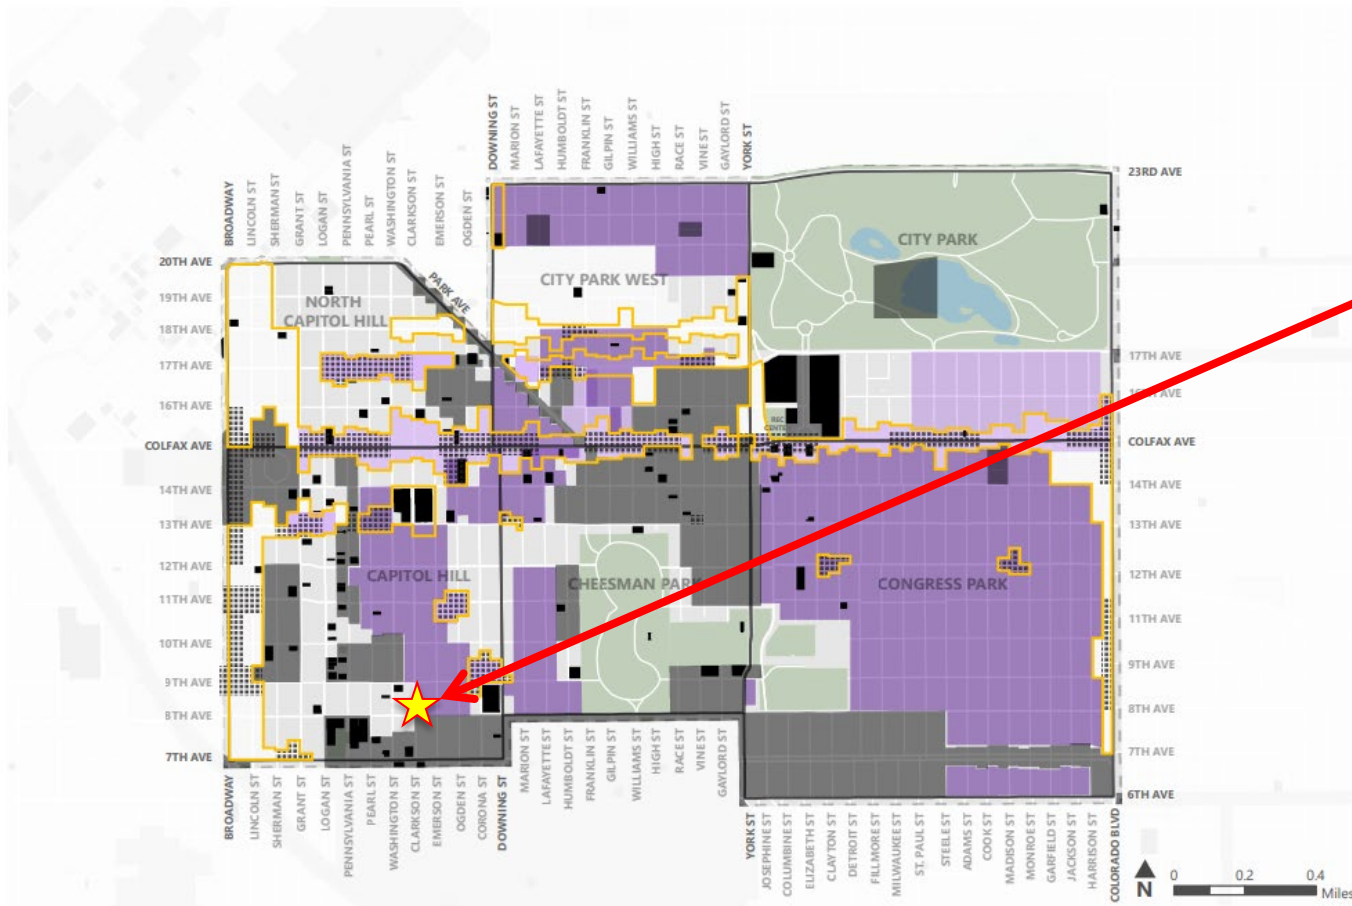 DOWNING ST
MARION ST
LAFAYETTE ST
HUMBOLDT ST
FRANKLIN ST
GILPIN ST
WILLIAMS ST
HIGH ST
RACE ST
VINE ST
GAYLORD ST
YORK ST
BROADWAY
LINCOLN ST
SHERMAN ST
GRANT ST
LOGAN ST
PENNSYLVANIA ST
PEARL ST
WASHINGTON ST
CLARKSON ST
EMERSON ST
OGDEN ST
23RD AVE
CITY PARK
20TH AVE
PARK AVE
CITY PARK WEST
19TH AVE
NORTH
CAPITOL HILL
18TH AVE
17TH AVE
17TH AVE
16TH AVE
REC
CENTE
COLFAX AVE
COLFAX AVE
14TH AVE
14TH AVE
13TH AVE
13TH AVE
12TH AVE
CAPITOL HILL
CHEESMAN PARK
CONGRESS PARK
12TH AVE
11TH AVE
11TH AVE
10TH AVE
9TH AVE
9TH AVE
8TH AVE
8TH AVE
7TH AVE
7TH AVE
6TH AVE
BROADWAY
LINCOLN ST
SHERMAN ST
GRANT ST
LOGAN ST
PENNSYLVANIA ST
PEARL ST
WASHINGTON ST
CLARKSON ST
EMERSON ST
OGDEN ST
CORONA ST
DOWNING ST
MARION ST
LAFAYETTE ST
HUMBOLDT ST
FRANKLIN ST
GILPIN ST
WILLIAMS ST
HIGH ST
RACE ST
VINE ST
GAYLORD ST
YORK ST
JOSEPHINE ST
COLUMBINE ST
ELIZABETH ST
CLAYTON ST
DETROIT ST
FILLMORE ST
MILWAUKEE ST
ST. PAUL ST
STEELE ST
ADAMS ST
COOK ST
MADISON ST
MONROE ST
GARFIELD ST
JACKSON ST
HARRISON ST
COLORADO BLVD
N
0 0.2 0.4
Miles